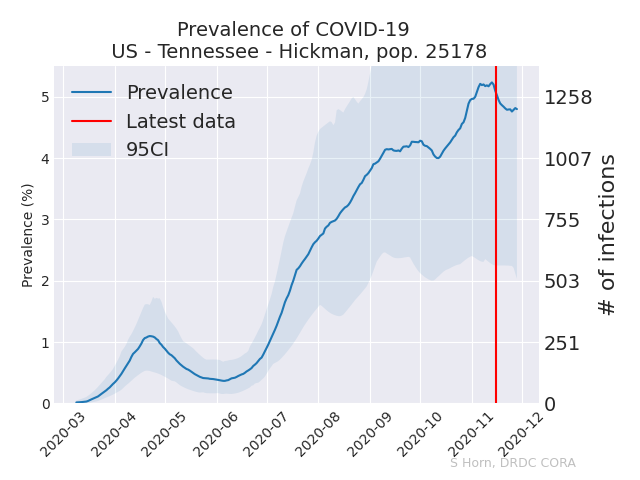 Prevalence of COVID-19
US - Tennessee - Hickman, pop. 25178
Prevalence
Latest data
95CI
Prevalence (%)
5
4
3
2
1
0
1258
1007
755
503
251
0
# of infections
2020-03
2020-04
2020-05
2020-06
2020-07
2020-08
2020-09
2020-10
2020-11
2020-12
S Horn, DRDC CORA